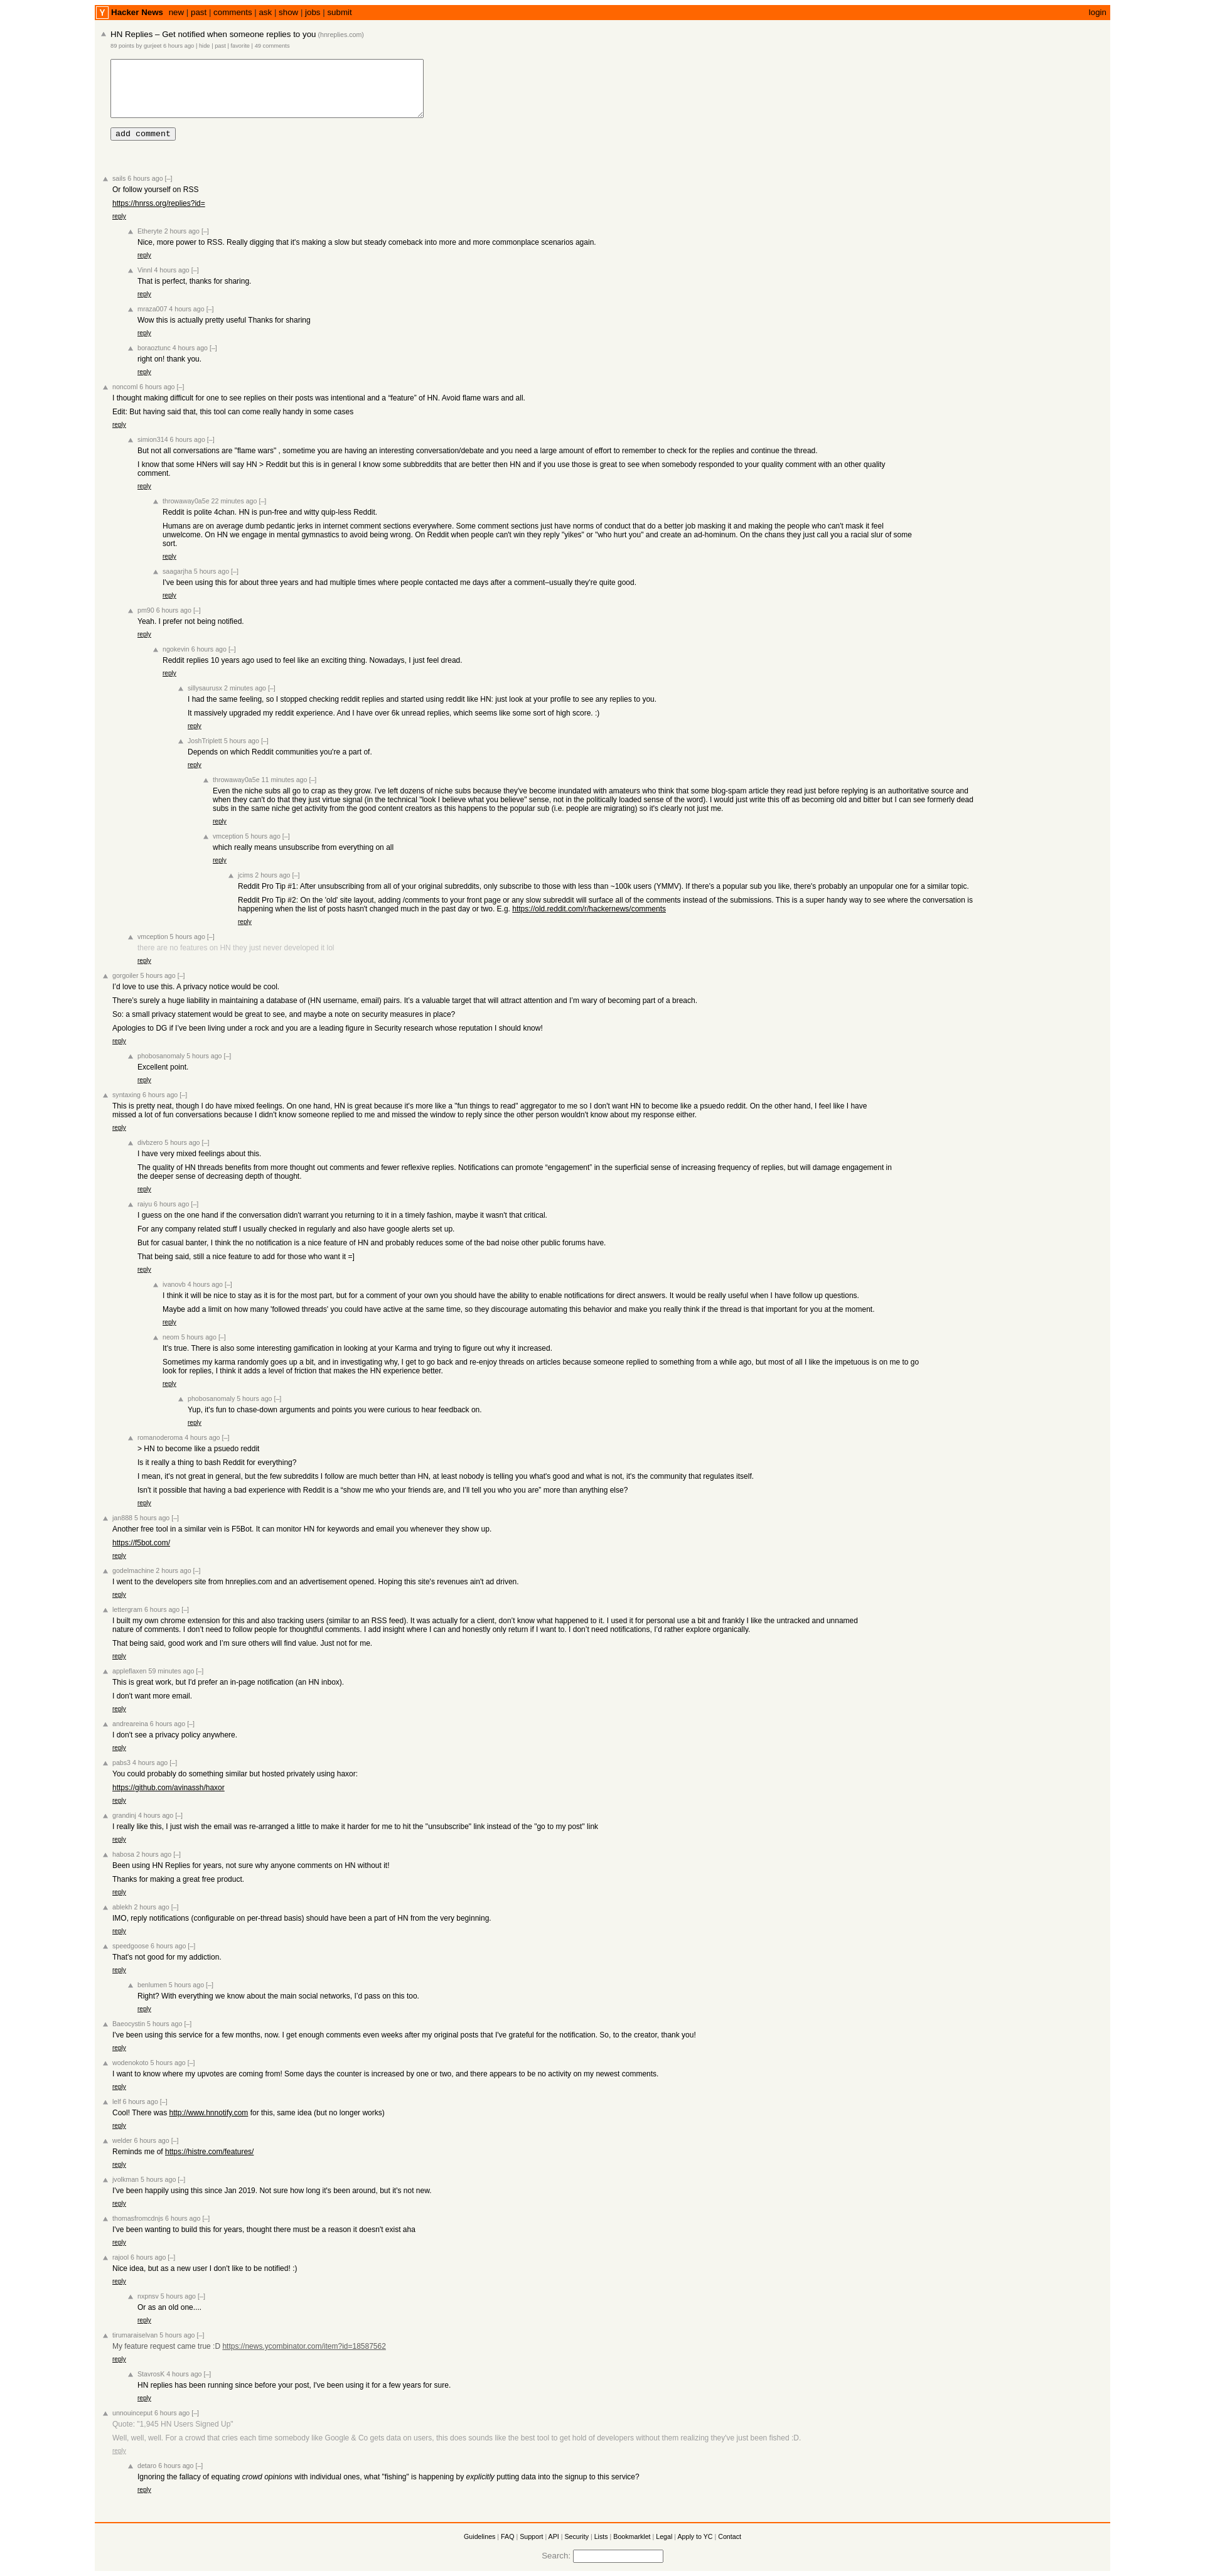 Y Hacker News new | past | comments | ask | show | jobs | submit login
HN Replies – Get notified when someone replies to you (hnreplies.com)
89 points by gurjeet 6 hours ago | hide | past | favorite | 49 comments
add comment
sails 6 hours ago [–]
Or follow yourself on RSS
https://hnrss.org/replies?id=
reply
Etheryte 2 hours ago [–]
Nice, more power to RSS. Really digging that it's making a slow but steady comeback into more and more commonplace scenarios again.
reply
Vinnl 4 hours ago [–]
That is perfect, thanks for sharing.
reply
mraza007 4 hours ago [–]
Wow this is actually pretty useful Thanks for sharing
reply
boraoztunc 4 hours ago [–]
right on! thank you.
reply
noncoml 6 hours ago [–]
I thought making difficult for one to see replies on their posts was intentional and a “feature” of HN. Avoid flame wars and all.
Edit: But having said that, this tool can come really handy in some cases
reply
simion314 6 hours ago [–]
But not all conversations are "flame wars" , sometime you are having an interesting conversation/debate and you need a large amount of effort to remember to check for the replies and continue the thread.
I know that some HNers will say HN > Reddit but this is in general I know some subbreddits that are better then HN and if you use those is great to see when somebody responded to your quality comment with an other quality
comment.
reply
throwaway0a5e 22 minutes ago [–]
Reddit is polite 4chan. HN is pun-free and witty quip-less Reddit.
Humans are on average dumb pedantic jerks in internet comment sections everywhere. Some comment sections just have norms of conduct that do a better job masking it and making the people who can't mask it feel
unwelcome. On HN we engage in mental gymnastics to avoid being wrong. On Reddit when people can't win they reply "yikes" or "who hurt you" and create an ad-hominum. On the chans they just call you a racial slur of some
sort.
reply
saagarjha 5 hours ago [–]
I've been using this for about three years and had multiple times where people contacted me days after a comment–usually they're quite good.
reply
pm90 6 hours ago [–]
Yeah. I prefer not being notified.
reply
ngokevin 6 hours ago [–]
Reddit replies 10 years ago used to feel like an exciting thing. Nowadays, I just feel dread.
reply
sillysaurusx 2 minutes ago [–]
I had the same feeling, so I stopped checking reddit replies and started using reddit like HN: just look at your profile to see any replies to you.
It massively upgraded my reddit experience. And I have over 6k unread replies, which seems like some sort of high score. :)
reply
JoshTriplett 5 hours ago [–]
Depends on which Reddit communities you're a part of.
reply
throwaway0a5e 11 minutes ago [–]
Even the niche subs all go to crap as they grow. I've left dozens of niche subs because they've become inundated with amateurs who think that some blog-spam article they read just before replying is an authoritative source and
when they can't do that they just virtue signal (in the technical "look I believe what you believe" sense, not in the politically loaded sense of the word). I would just write this off as becoming old and bitter but I can see formerly dead
subs in the same niche get activity from the good content creators as this happens to the popular sub (i.e. people are migrating) so it's clearly not just me.
reply
vmception 5 hours ago [–]
which really means unsubscribe from everything on all
reply
jcims 2 hours ago [–]
Reddit Pro Tip #1: After unsubscribing from all of your original subreddits, only subscribe to those with less than ~100k users (YMMV). If there's a popular sub you like, there's probably an unpopular one for a similar topic.
Reddit Pro Tip #2: On the 'old' site layout, adding /comments to your front page or any slow subreddit will surface all of the comments instead of the submissions. This is a super handy way to see where the conversation is
happening when the list of posts hasn't changed much in the past day or two. E.g. https://old.reddit.com/r/hackernews/comments
reply
vmception 5 hours ago [–]
there are no features on HN they just never developed it lol
reply
gorgoiler 5 hours ago [–]
I’d love to use this. A privacy notice would be cool.
There’s surely a huge liability in maintaining a database of (HN username, email) pairs. It’s a valuable target that will attract attention and I’m wary of becoming part of a breach.
So: a small privacy statement would be great to see, and maybe a note on security measures in place?
Apologies to DG if I’ve been living under a rock and you are a leading figure in Security research whose reputation I should know!
reply
phobosanomaly 5 hours ago [–]
Excellent point.
reply
syntaxing 6 hours ago [–]
This is pretty neat, though I do have mixed feelings. On one hand, HN is great because it's more like a "fun things to read" aggregator to me so I don't want HN to become like a psuedo reddit. On the other hand, I feel like I have
missed a lot of fun conversations because I didn't know someone replied to me and missed the window to reply since the other person wouldn't know about my response either.
reply
divbzero 5 hours ago [–]
I have very mixed feelings about this.
The quality of HN threads benefits from more thought out comments and fewer reflexive replies. Notifications can promote “engagement” in the superficial sense of increasing frequency of replies, but will damage engagement in
the deeper sense of decreasing depth of thought.
reply
raiyu 6 hours ago [–]
I guess on the one hand if the conversation didn't warrant you returning to it in a timely fashion, maybe it wasn't that critical.
For any company related stuff I usually checked in regularly and also have google alerts set up.
But for casual banter, I think the no notification is a nice feature of HN and probably reduces some of the bad noise other public forums have.
That being said, still a nice feature to add for those who want it =]
reply
ivanovb 4 hours ago [–]
I think it will be nice to stay as it is for the most part, but for a comment of your own you should have the ability to enable notifications for direct answers. It would be really useful when I have follow up questions.
Maybe add a limit on how many 'followed threads' you could have active at the same time, so they discourage automating this behavior and make you really think if the thread is that important for you at the moment.
reply
neom 5 hours ago [–]
It's true. There is also some interesting gamification in looking at your Karma and trying to figure out why it increased.
Sometimes my karma randomly goes up a bit, and in investigating why, I get to go back and re-enjoy threads on articles because someone replied to something from a while ago, but most of all I like the impetuous is on me to go
look for replies, I think it adds a level of friction that makes the HN experience better.
reply
phobosanomaly 5 hours ago [–]
Yup, it's fun to chase-down arguments and points you were curious to hear feedback on.
reply
romanoderoma 4 hours ago [–]
> HN to become like a psuedo reddit
Is it really a thing to bash Reddit for everything?
I mean, it's not great in general, but the few subreddits I follow are much better than HN, at least nobody is telling you what's good and what is not, it's the community that regulates itself.
Isn't it possible that having a bad experience with Reddit is a “show me who your friends are, and I’ll tell you who you are” more than anything else?
reply
jan888 5 hours ago [–]
Another free tool in a similar vein is F5Bot. It can monitor HN for keywords and email you whenever they show up.
https://f5bot.com/
reply
godelmachine 2 hours ago [–]
I went to the developers site from hnreplies.com and an advertisement opened. Hoping this site's revenues ain't ad driven.
reply
lettergram 6 hours ago [–]
I built my own chrome extension for this and also tracking users (similar to an RSS feed). It was actually for a client, don’t know what happened to it. I used it for personal use a bit and frankly I like the untracked and unnamed
nature of comments. I don’t need to follow people for thoughtful comments. I add insight where I can and honestly only return if I want to. I don’t need notifications, I’d rather explore organically.
That being said, good work and I’m sure others will find value. Just not for me.
reply
appleflaxen 59 minutes ago [–]
This is great work, but I'd prefer an in-page notification (an HN inbox).
I don't want more email.
reply
andreareina 6 hours ago [–]
I don't see a privacy policy anywhere.
reply
pabs3 4 hours ago [–]
You could probably do something similar but hosted privately using haxor:
https://github.com/avinassh/haxor
reply
grandinj 4 hours ago [–]
I really like this, I just wish the email was re-arranged a little to make it harder for me to hit the "unsubscribe" link instead of the "go to my post" link
reply
habosa 2 hours ago [–]
Been using HN Replies for years, not sure why anyone comments on HN without it!
Thanks for making a great free product.
reply
ablekh 2 hours ago [–]
IMO, reply notifications (configurable on per-thread basis) should have been a part of HN from the very beginning.
reply
speedgoose 6 hours ago [–]
That's not good for my addiction.
reply
benlumen 5 hours ago [–]
Right? With everything we know about the main social networks, I'd pass on this too.
reply
Baeocystin 5 hours ago [–]
I've been using this service for a few months, now. I get enough comments even weeks after my original posts that I've grateful for the notification. So, to the creator, thank you!
reply
wodenokoto 5 hours ago [–]
I want to know where my upvotes are coming from! Some days the counter is increased by one or two, and there appears to be no activity on my newest comments.
reply
lelf 6 hours ago [–]
Cool! There was http://www.hnnotify.com for this, same idea (but no longer works)
reply
welder 6 hours ago [–]
Reminds me of https://histre.com/features/
reply
jvolkman 5 hours ago [–]
I've been happily using this since Jan 2019. Not sure how long it's been around, but it's not new.
reply
thomasfromcdnjs 6 hours ago [–]
I've been wanting to build this for years, thought there must be a reason it doesn't exist aha
reply
rajool 6 hours ago [–]
Nice idea, but as a new user I don't like to be notified! :)
reply
nxpnsv 5 hours ago [–]
Or as an old one....
reply
tirumaraiselvan 5 hours ago [–]
My feature request came true :D https://news.ycombinator.com/item?id=18587562
reply
StavrosK 4 hours ago [–]
HN replies has been running since before your post, I've been using it for a few years for sure.
reply
unnouinceput 6 hours ago [–]
Quote: "1,945 HN Users Signed Up"
Well, well, well. For a crowd that cries each time somebody like Google & Co gets data on users, this does sounds like the best tool to get hold of developers without them realizing they've just been fished :D.
reply
detaro 6 hours ago [–]
Ignoring the fallacy of equating crowd opinions with individual ones, what "fishing" is happening by explicitly putting data into the signup to this service?
reply
Guidelines | FAQ | Support | API | Security | Lists | Bookmarklet | Legal | Apply to YC | Contact
Search: